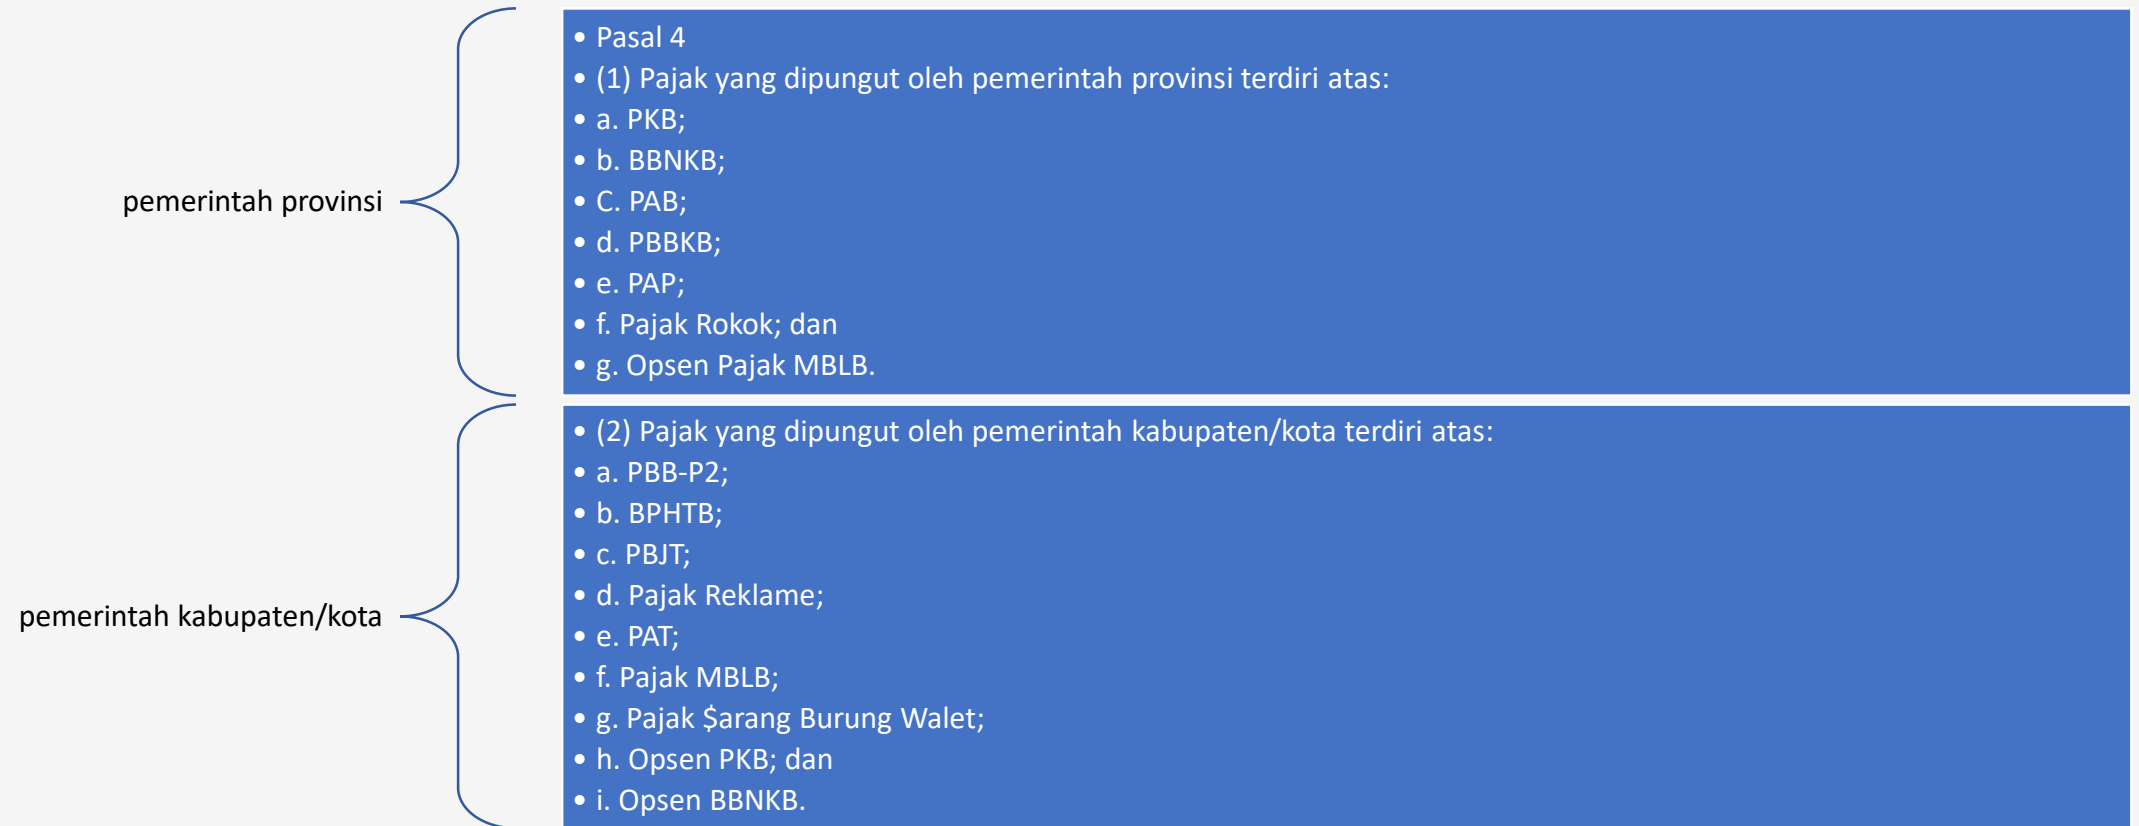 pemerintah provinsi
• Pasal 4
• (1) Pajak yang dipungut oleh pemerintah provinsi terdiri atas:
• a. PKB;
• b. BBNKB;
• C. PAB;
• d. PBBKB;
• e. PAP;
• f. Pajak Rokok; dan
• g. Opsen Pajak MBLB.
pemerintah kabupaten/kota
• (2) Pajak yang dipungut oleh pemerintah kabupaten/kota terdiri atas:
• a. PBB-P2;
• b. BPHTB;
• c. PBJT;
• d. Pajak Reklame;
• e. PAT;
• f. Pajak MBLB;
• g. Pajak $arang Burung Walet;
• h. Opsen PKB; dan
• i. Opsen BBNKB.